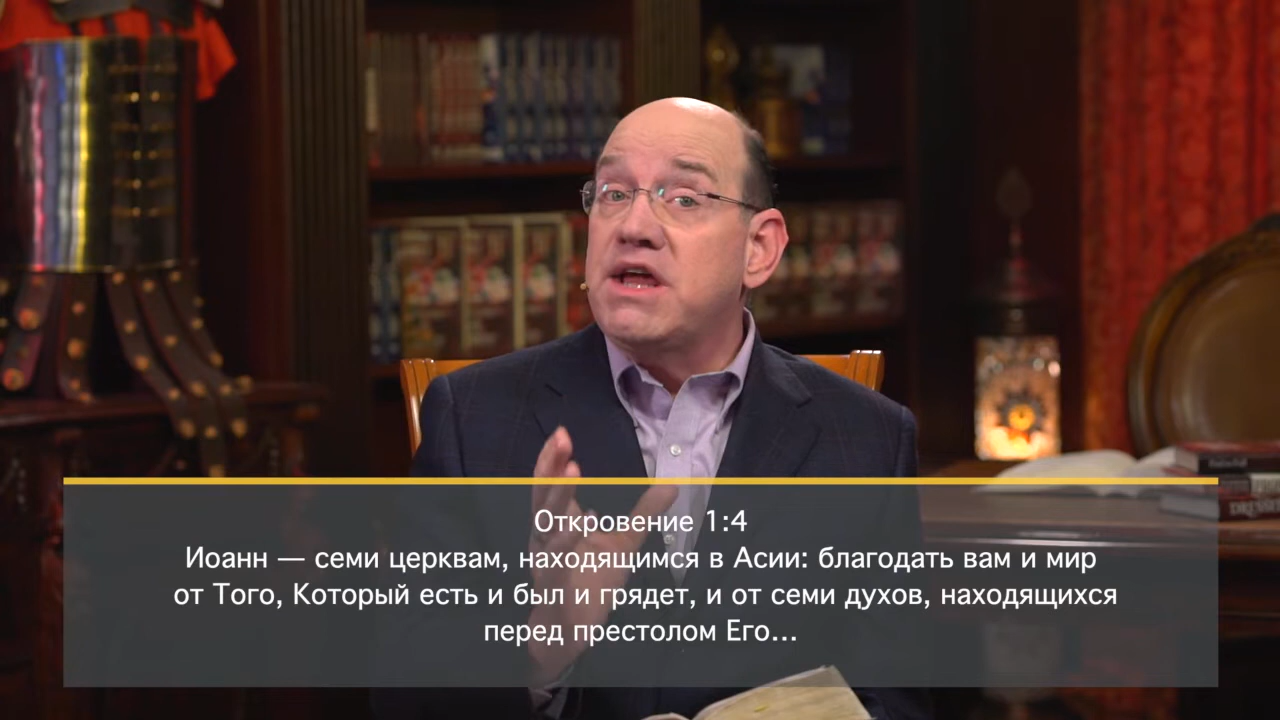 Откровение 1:4
Иоанн — семи церквам, находящимся в Асии: благодать вам и мир
от Того, Который есть и был и грядет, и от семи духов, находящихся
перед престолом Его...